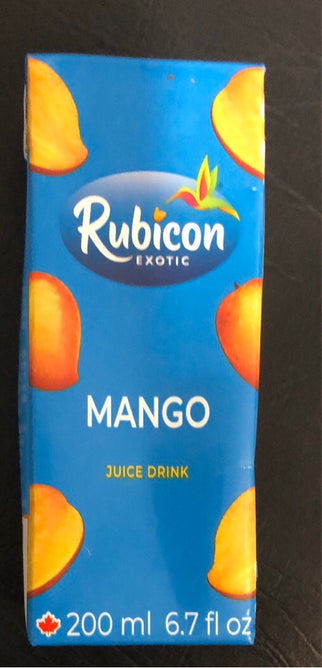 Rubicon
EXOTIC
MANGO
JUICE DRINK
200 ml 6.7 fl oz